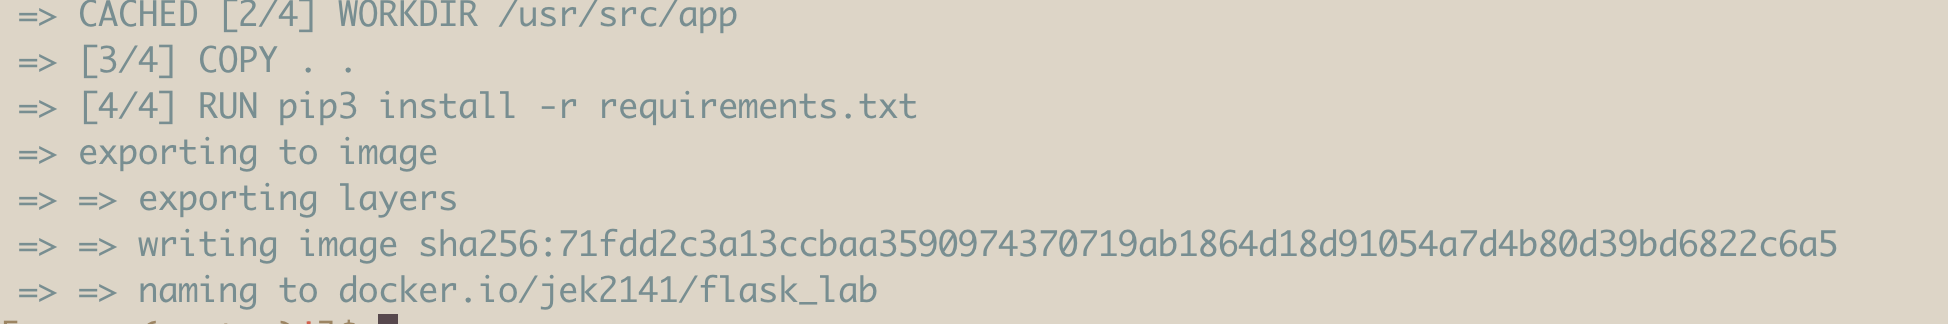 => CACHED [2/4] WORKDIR /usr/src/app
=> [3/4] COPY . .
=> [4/4] RUN pip3 install -r requirements.txt
=> exporting to image
=> => exporting layers
=> => writing image sha256:71fdd2c3a13ccbaa3590974370719ab1864d18d91054a7d4b80d39bd6822c6a5
=> => naming to docker.io/jek2141/flask_lab